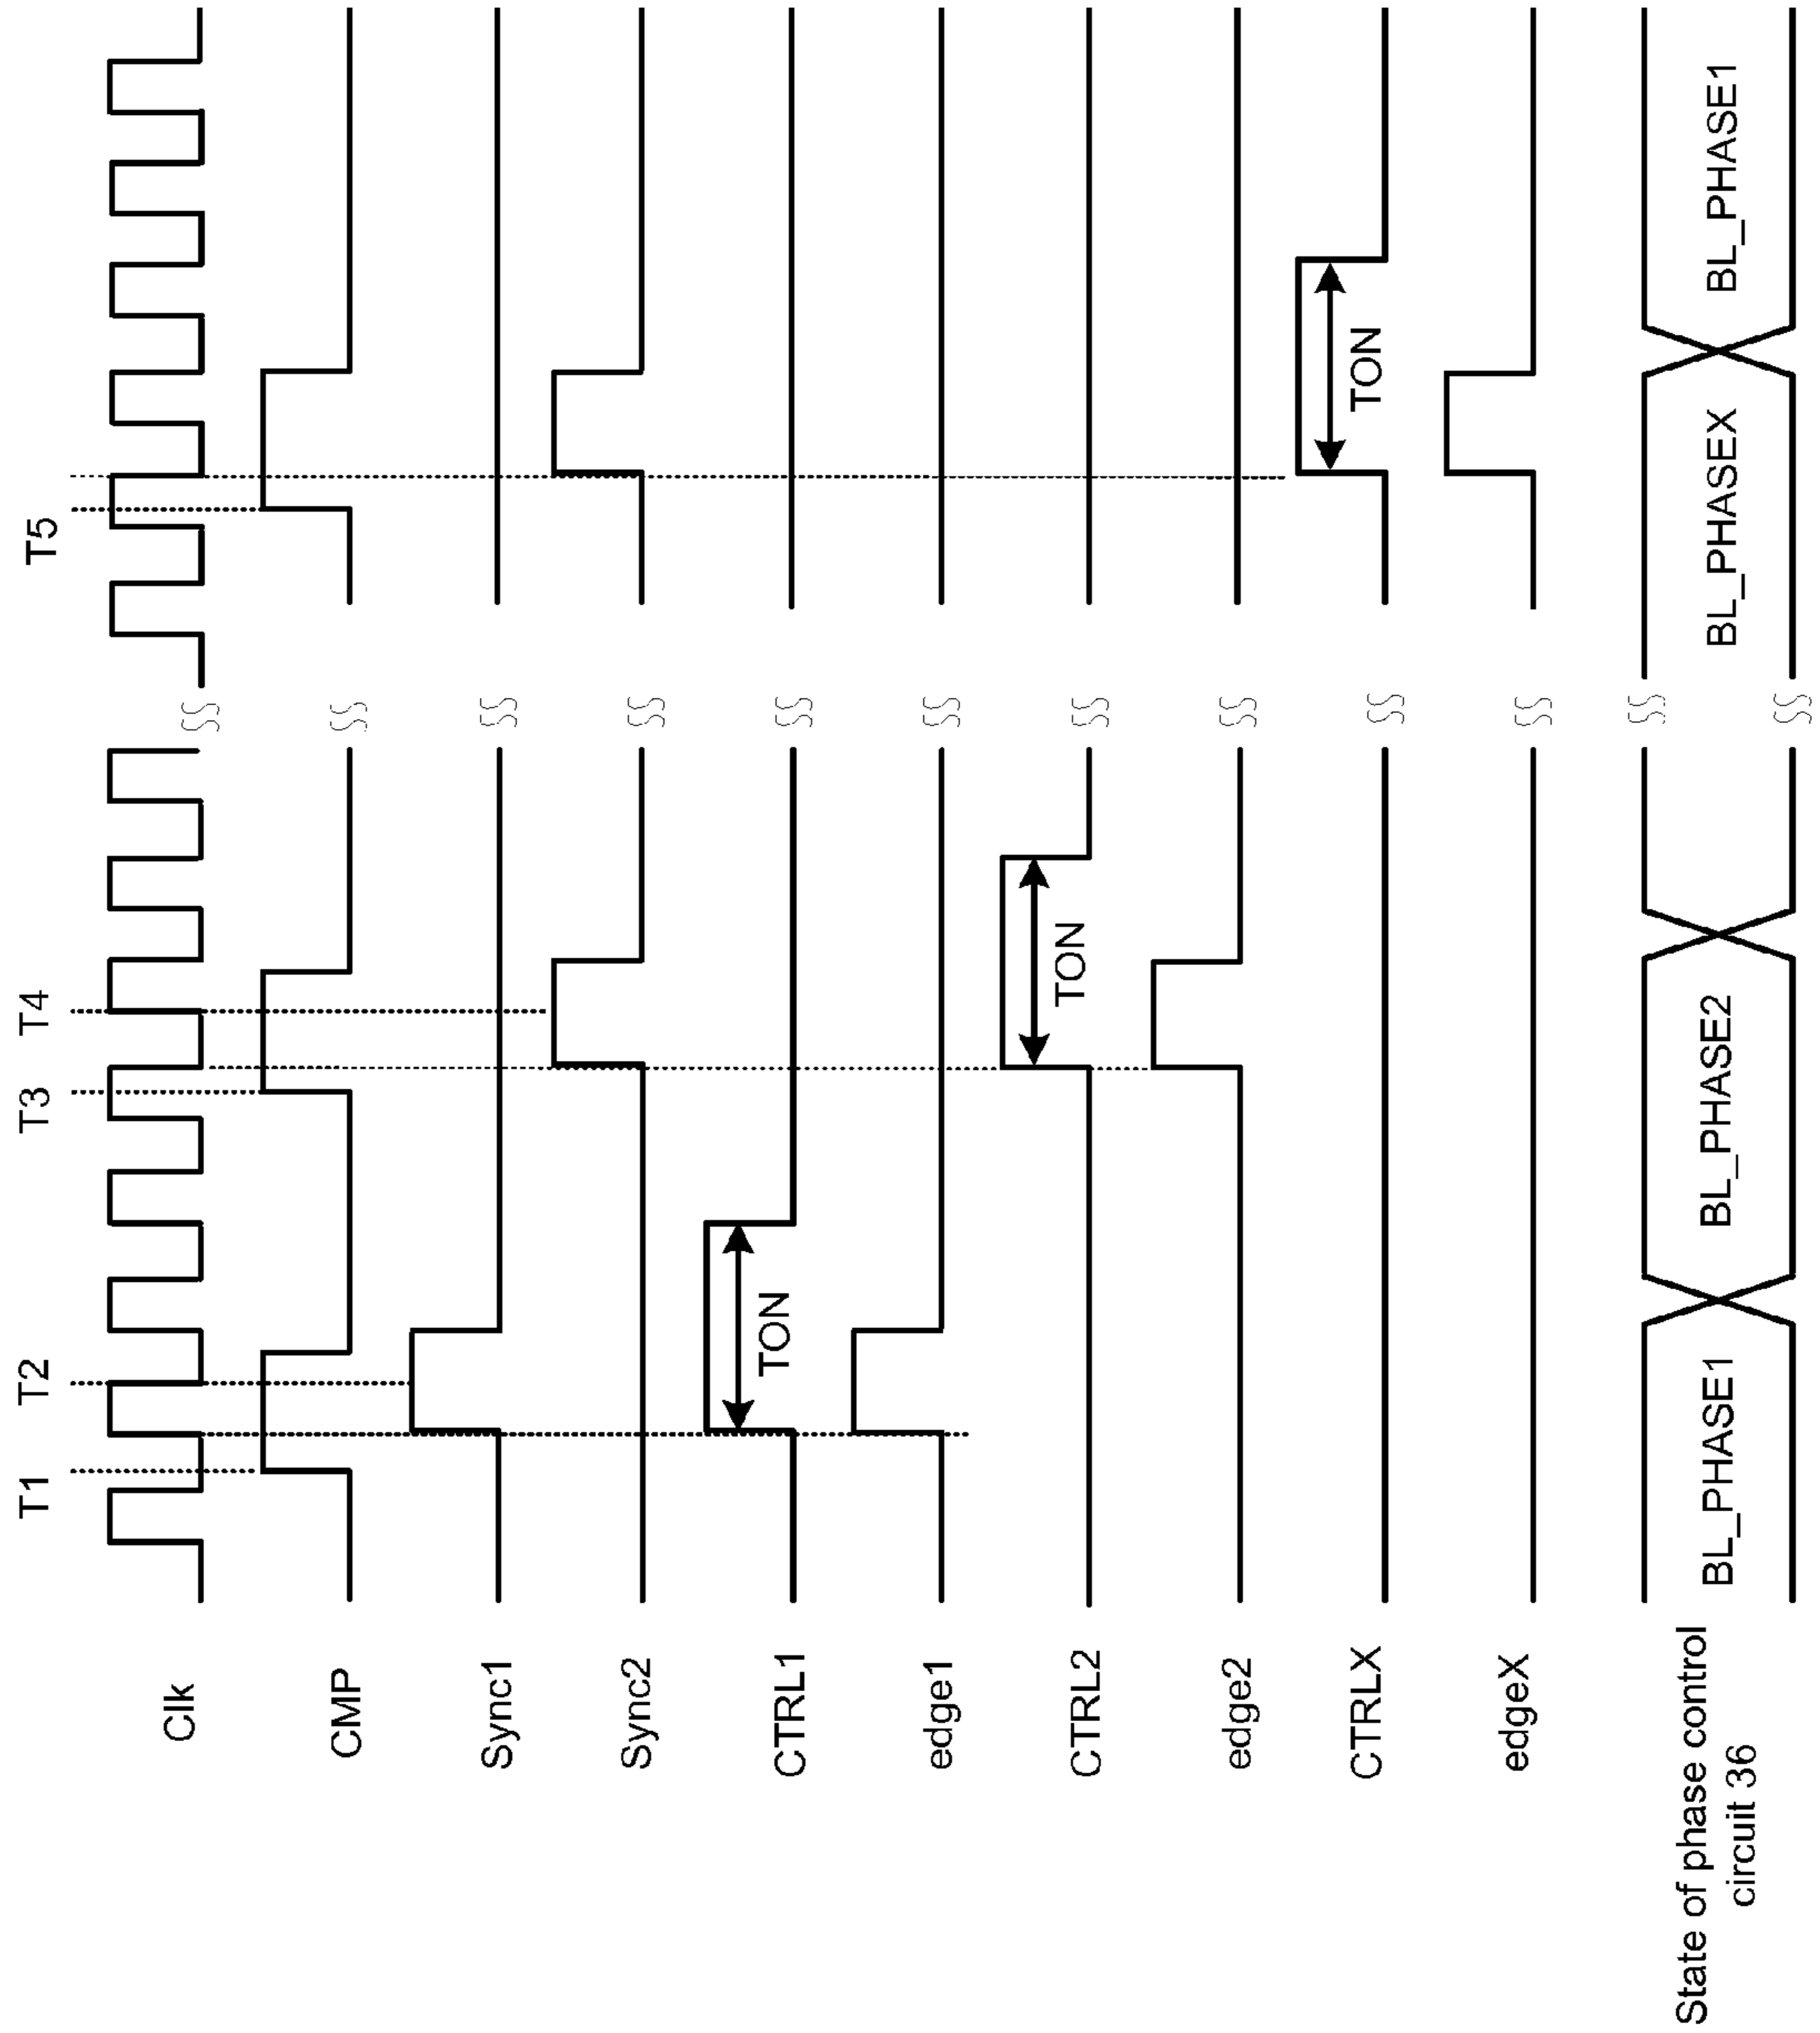 T1
T2
T3
T4
T5
Clk
CMP
Sync1
Sync2
CTRL1
TON
edge1
CTRL2
TON
edge2
CTRLX
TON
edgeX
State of phase control
circuit 36
BL_PHASE1
BL_PHASE2
BL_PHASEX
BL_PHASE1